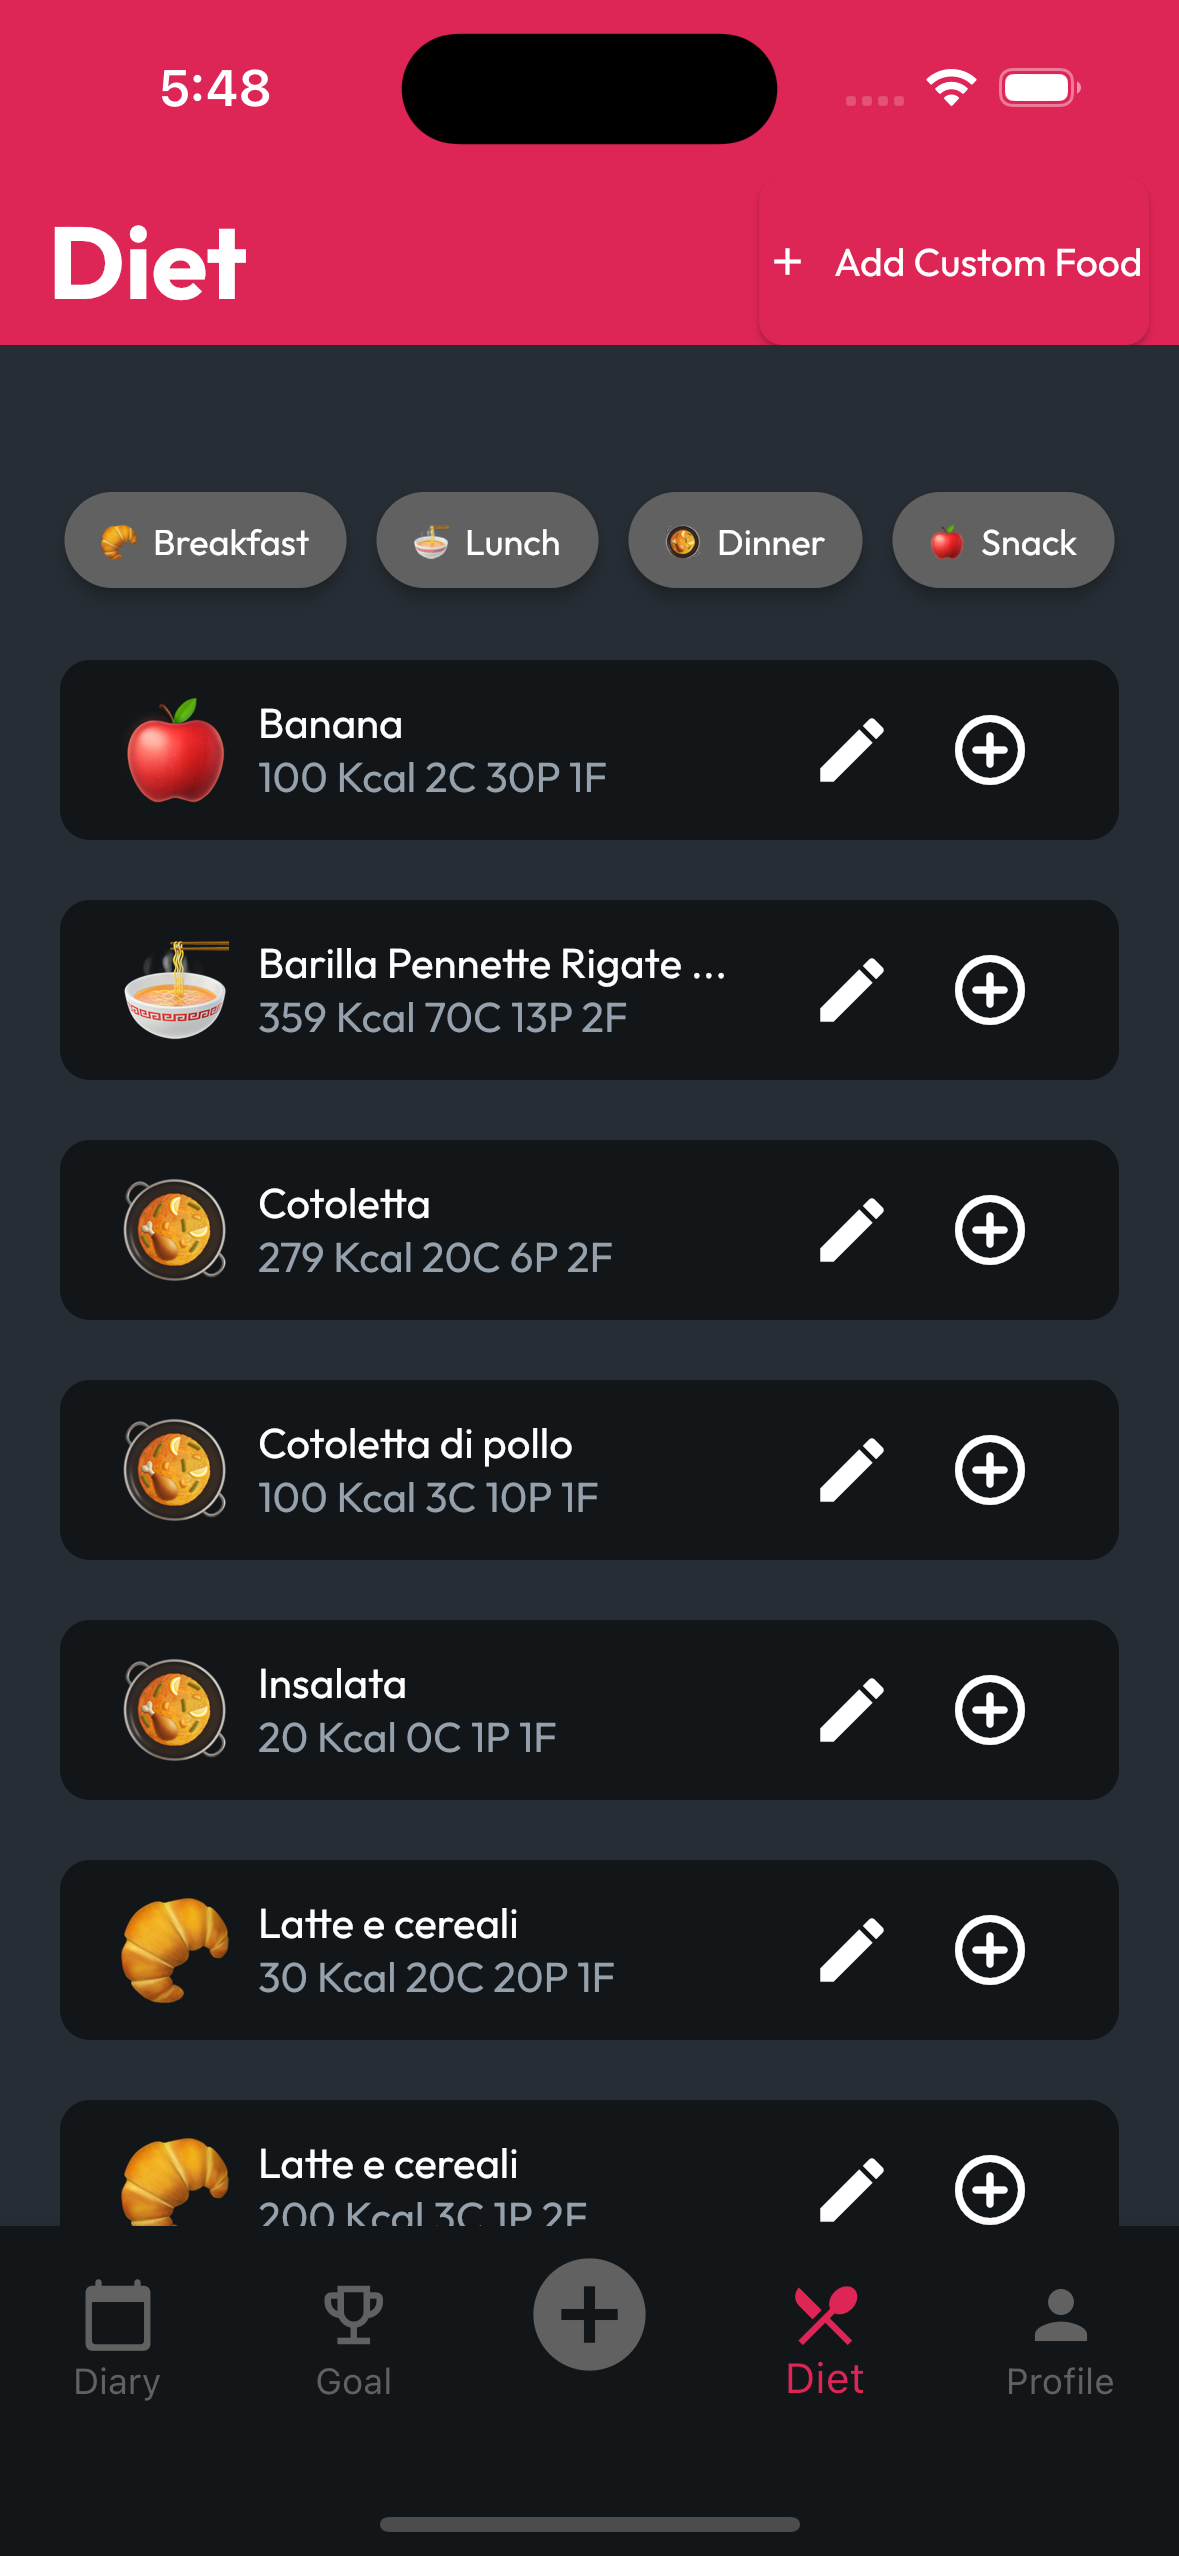 5:48
Diet
+ Add Custom Food
Breakfast
Lunch
Dinner
Snack
Banana
100 Kcal 2C 30P 1F
Barilla Pennette Rigate ...
359 Kcal 70C 13P 2F
Cotoletta
279 Kcal 20C 6P 2F
Cotoletta di pollo
100 Kcal 3C 10P 1F
Insalata
20 Kcal 0C 1P 1F
Latte e cereali
30 Kcal 20C 20P 1F
Latte e cereali
200 Kcal 3C 1P 2F
Diary
Goal
Diet
Profile